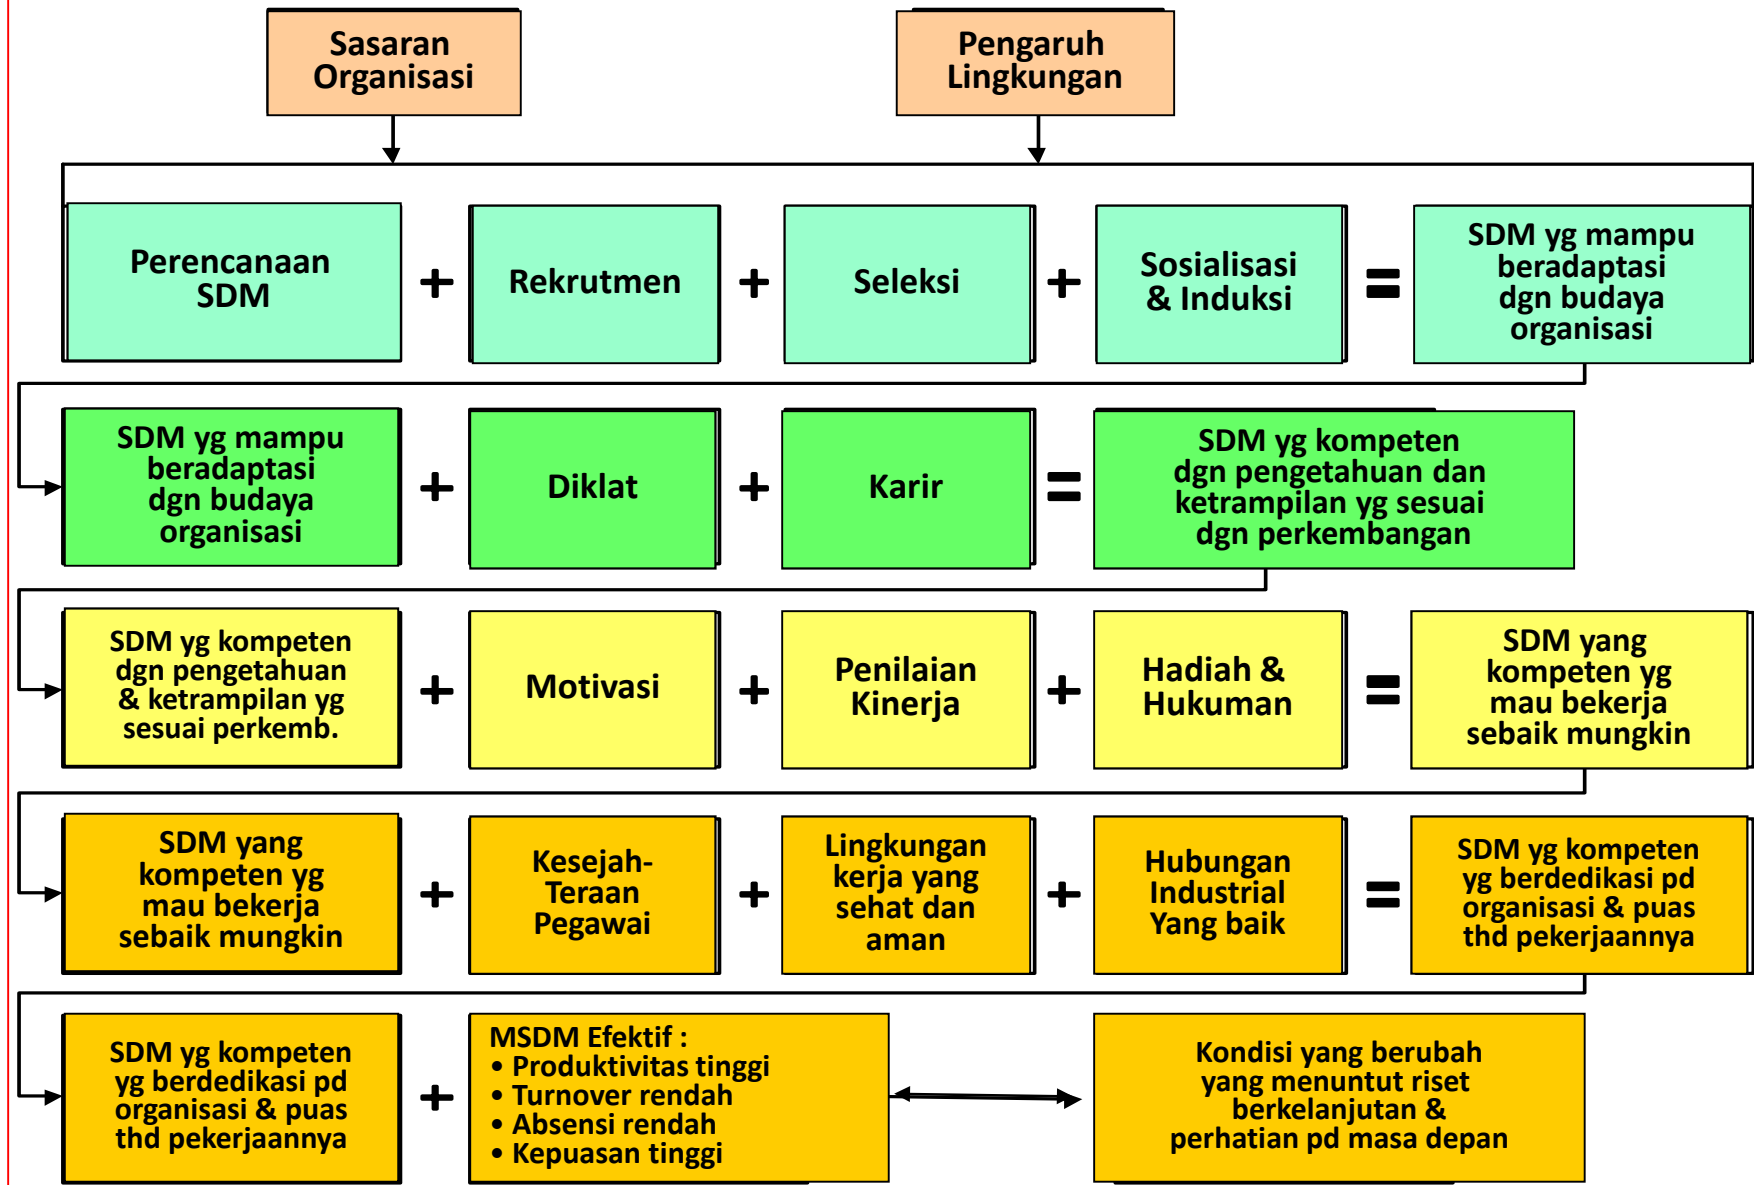 Sasaran
Organisasi
Pengaruh
Lingkungan
Perencanaan
SDM
+
Rekrutmen
+
Seleksi
+
Sosialisasi
& Induksi
=
SDM yg mampu
beradaptasi
dgn budaya
organisasi
SDM yg mampu
beradaptasi
dgn budaya
organisasi
+
Diklat
+
Karir
=
SDM yg kompeten
dgn pengetahuan dan
ketrampilan yg sesuai
dgn perkembangan
SDM yg kompeten
dgn pengetahuan
& ketrampilan yg
sesuai perkemb.
+
Motivasi
+
Penilaian
Kinerja
+
Hadiah &
Hukuman
=
SDM yang
kompeten yg
mau bekerja
sebaik mungkin
SDM yang
kompeten yg
mau bekerja
sebaik mungkin
+
Kesejah-
Teraan
Pegawai
+
Lingkungan
kerja yang
sehat dan
aman
+
Hubungan
Industrial
Yang baik
=
SDM yg kompeten
yg berdedikasi pd
organisasi & puas
thd pekerjaannya
SDM yg kompeten
yg berdedikasi pd
organisasi & puas
thd pekerjaannya
+
MSDM Efektif :
• Produktivitas tinggi
• Turnover rendah
• Absensi rendah
• Kepuasan tinggi
Kondisi yang berubah
yang menuntut riset
berkelanjutan &
perhatian pd masa depan